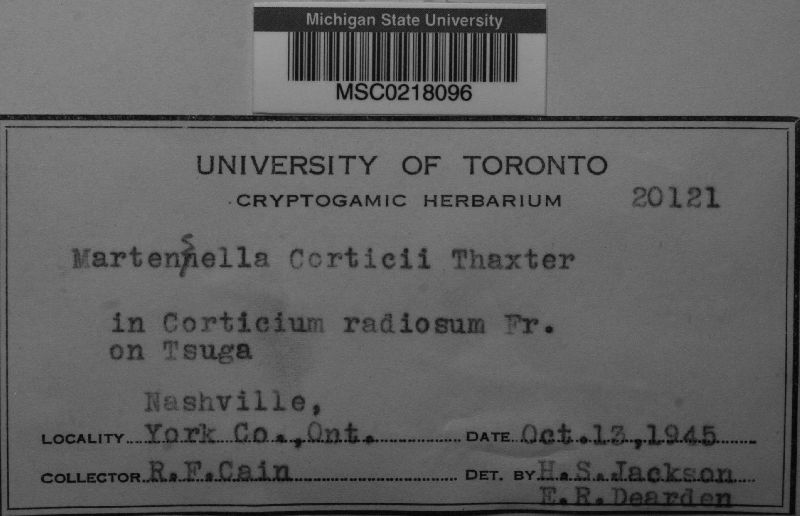 Michigan State University
MSC0218096
UNIVERSITY OF TORONTO
CRYPTOGAMIC HERBARIUM 20121
Martensella Corticii Thaxter
in Corticium radiosum Fr.
on Tsuga
Nashville,
LOCALITY York Co., Ont. DATE Oct.13,1945
COLLECTOR R.F.Cain DET. BY H.S.Jackson
E.R.Dearden